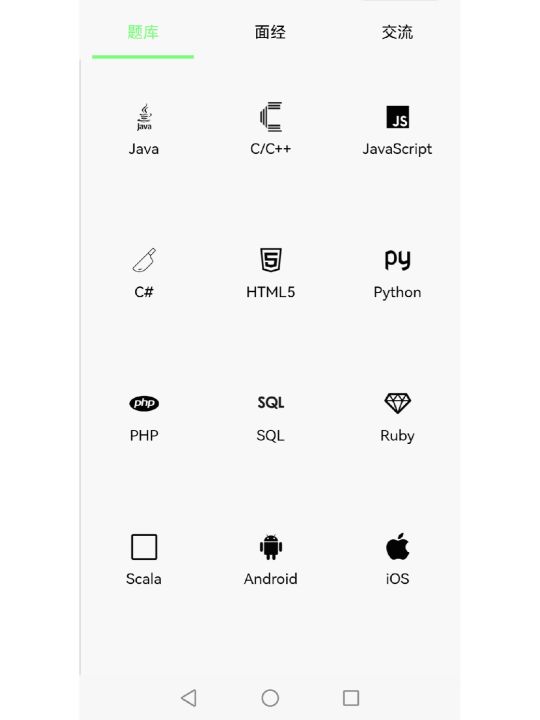 题库 面经 交流
Java JS
Java C/C++ JavaScript
5 py
C# HTML5 Python
php SQL
PHP SQL Ruby
Scala Android iOS